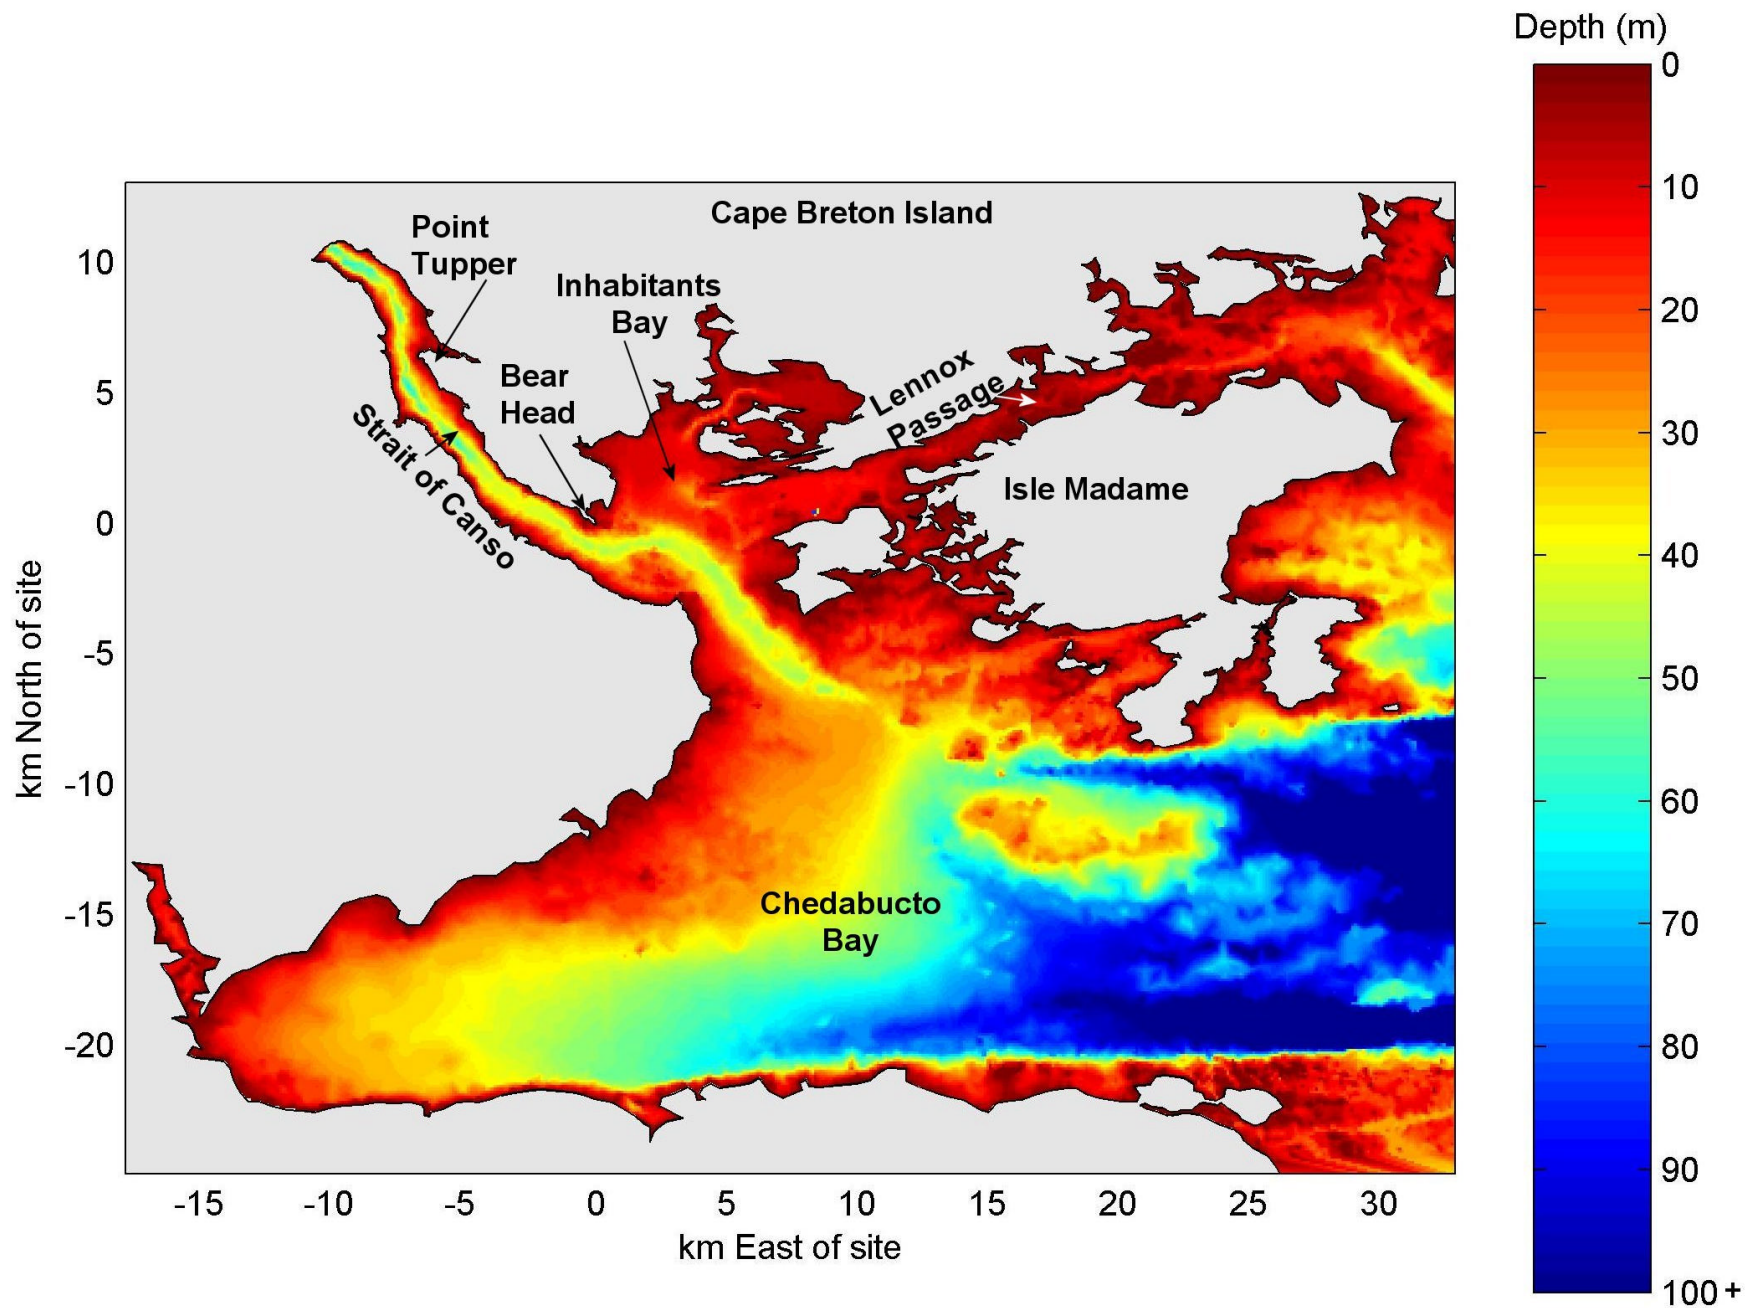 Depth (m)
0
10
20
30
40
50
60
70
80
90
100 +
Cape Breton Island
Point
Tupper
Inhabitants
Bay
Bear
Head
Lennox
Passage
Strait of Canso
Isle Madame
Chedabucto
Bay
km North of site
10
5
0
-5
-10
-15
-20
-15 -10 -5 0 5 10 15 20 25 30
km East of site